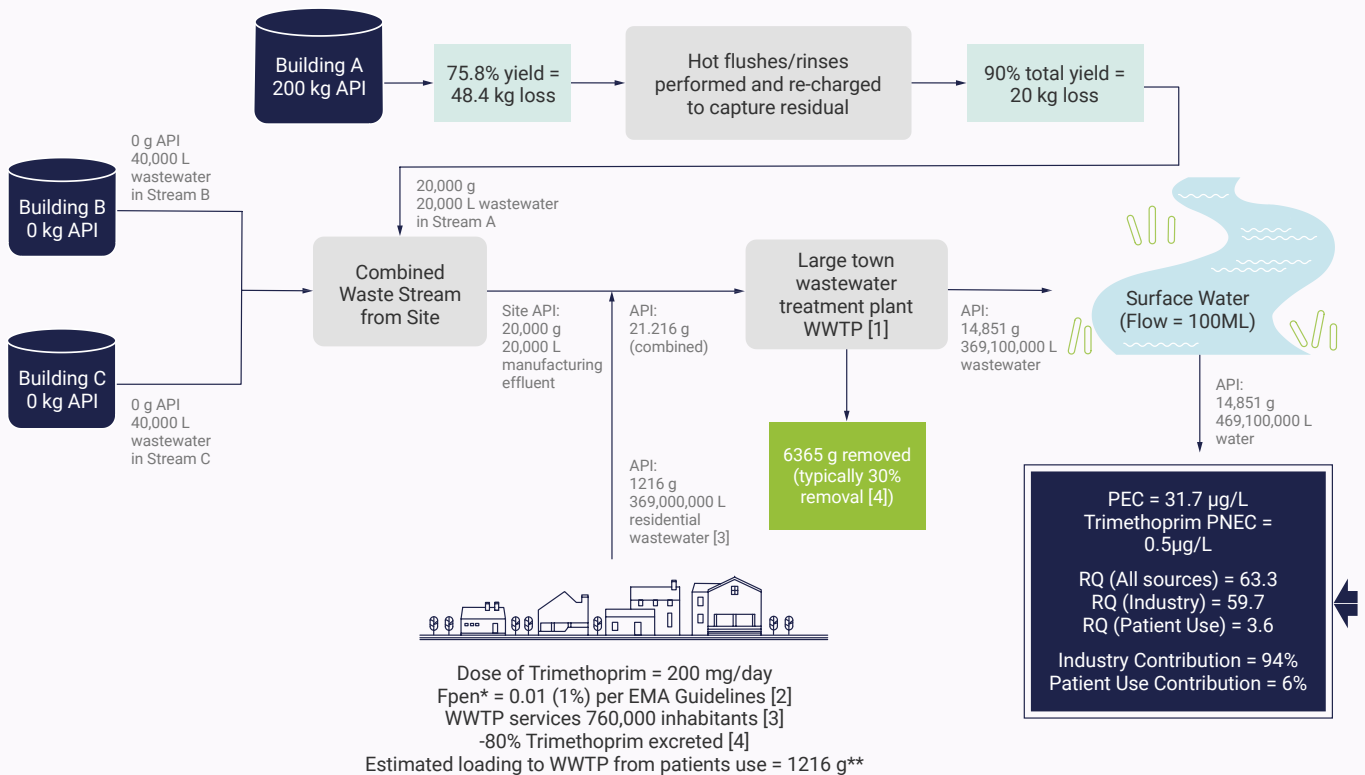 Building A
200 kg API
75.8% yield =
48.4 kg loss
Hot flushes/rinses
performed and re-charged
to capture residual
90% total yield =
20 kg loss
0 g API
40,000 L
wastewater
in Stream B
Building B
0 kg API
20,000 g
20,000 L wastewater
in Stream A
Combined
Waste Stream
from Site
Large town
wastewater
treatment plant
WWTP [1]
Surface Water
(Flow = 100ML)
Site API:
20,000 g
20,000 L
manufacturing
effluent
API:
21.216 g
(combined)
API:
14,851 g
369,100,000 L
wastewater
Building C
0 kg API
0 g API
40,000 L
wastewater
in Stream C
API:
14,851 g
469,100,000 L
water
API:
1216 g
369,000,000 L
residential
wastewater [3]
6365 g removed
(typically 30%
removal [4])
PEC = 31.7 µg/L
Trimethoprim PNEC =
0.5µg/L
RQ (All sources) = 63.3
RQ (Industry) = 59.7
RQ (Patient Use) = 3.6
Industry Contribution = 94%
Patient Use Contribution = 6%
Dose of Trimethoprim = 200 mg/day
Fpen* = 0.01 (1%) per EMA Guidelines [2]
WWTP services 760,000 inhabitants [3]
-80% Trimethoprim excreted [4]
Estimated loading to WWTP from patients use = 1216 g**